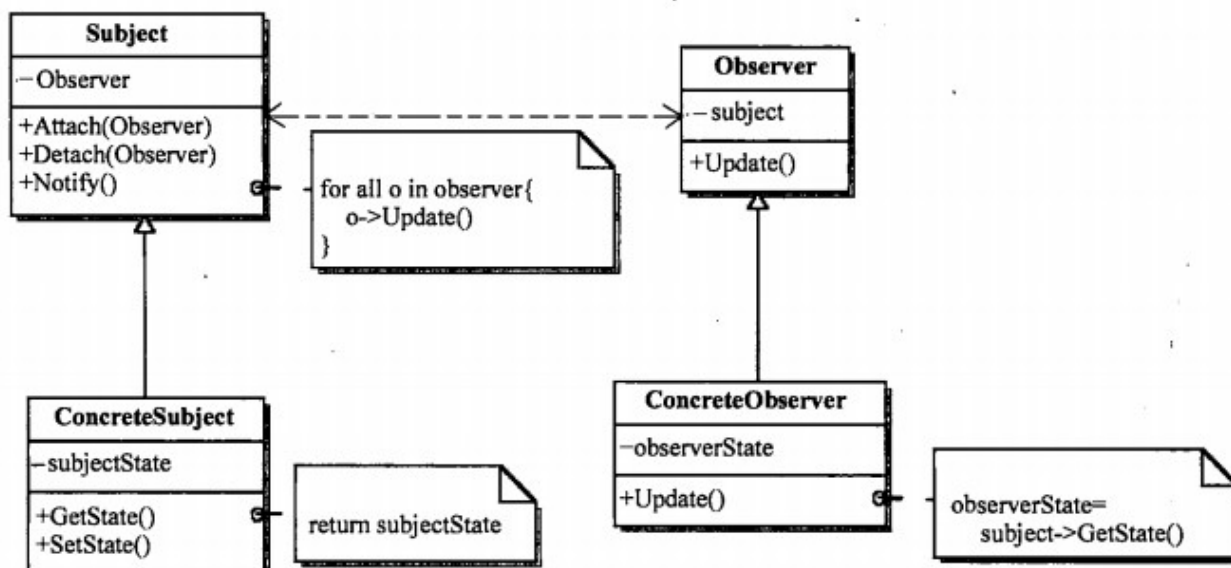 Subject
−Observer
+Attach(Observer)
+Detach(Observer)
+Notify()
for all o in observer{
o->Update()
}
Observer
−subject
+Update()
ConcreteSubject
−subjectState
+GetState()
+SetState()
return subjectState
ConcreteObserver
−observerState
+Update()
observerState=
subject->GetState()